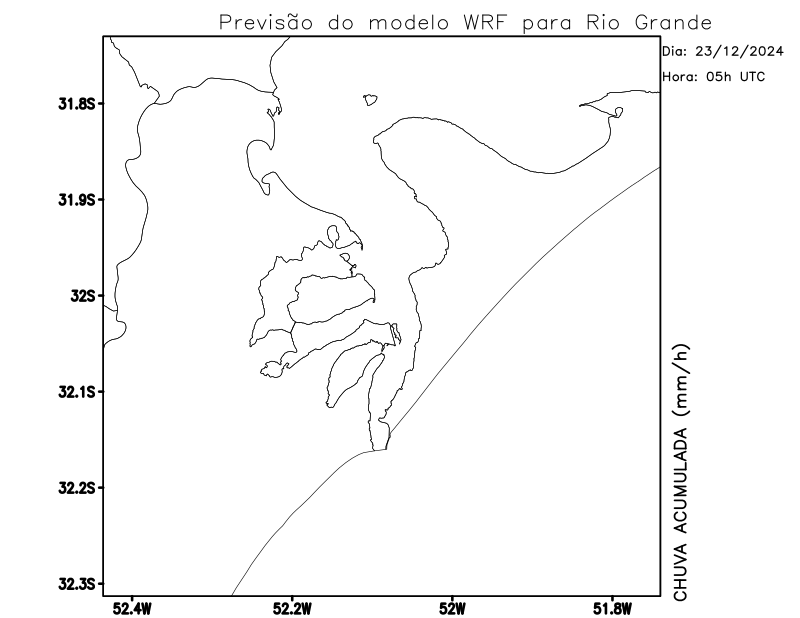 Previsão do modelo WRF para Rio Grande
Dia: 23/12/2024
Hora: 05h UTC
31.8S
31.9S
32S
32.1S
32.2S
32.3S
52.4W
52.2W
52W
51.8W
CHUVA ACUMULADA (mm/h)